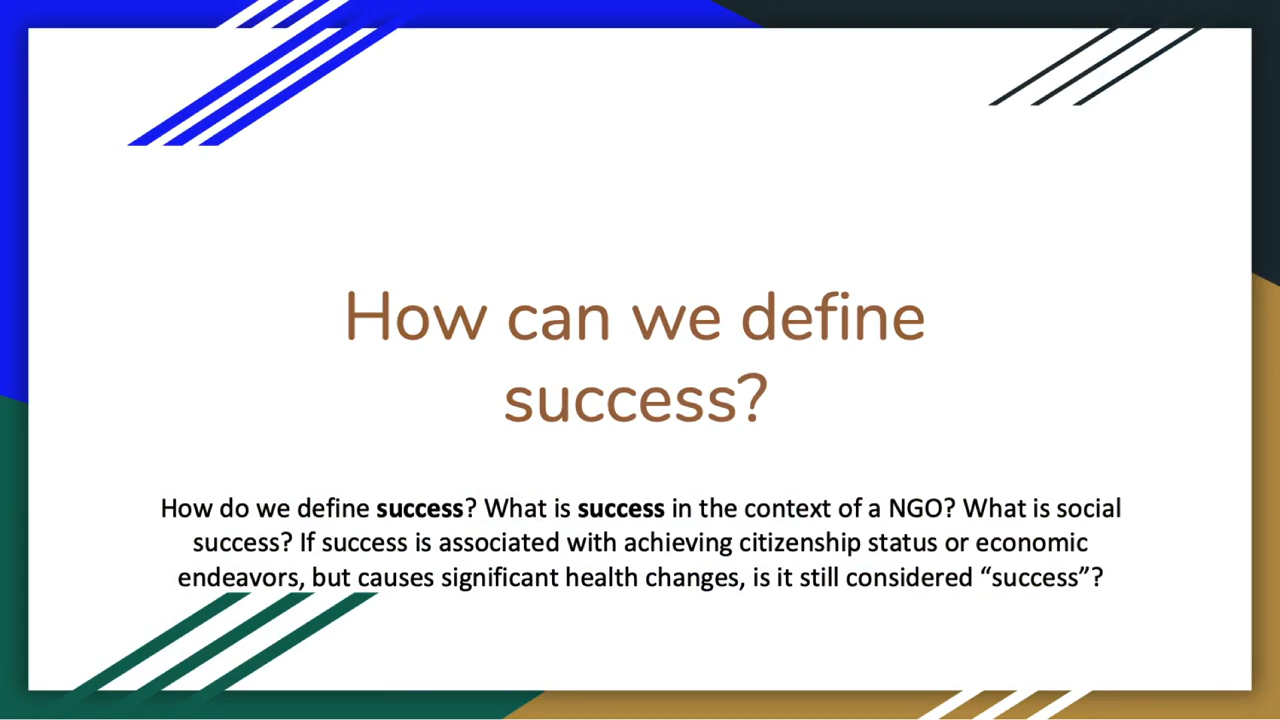 How can we define
success?
How do we define success? What is success in the context of a NGO? What is social
success? If success is associated with achieving citizenship status or economic
endeavors, but causes significant health changes, is it still considered “success”?